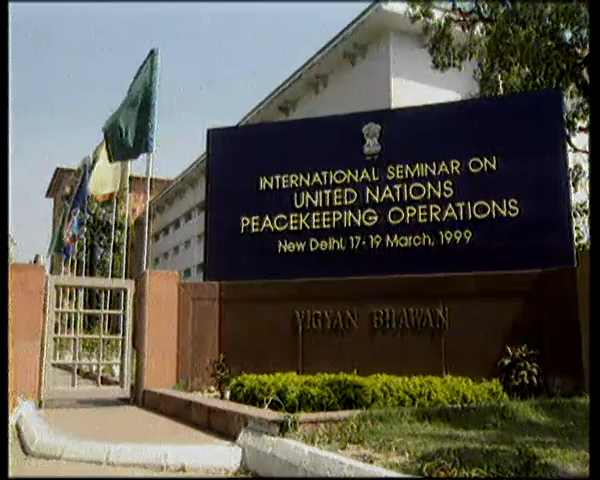 INTERNATIONAL SEMINAR ON
UNITED NATIONS
PEACEKEEPING OPERATIONS
New Delhi, 17-19 March, 1999
VIGYAN BHAWAN